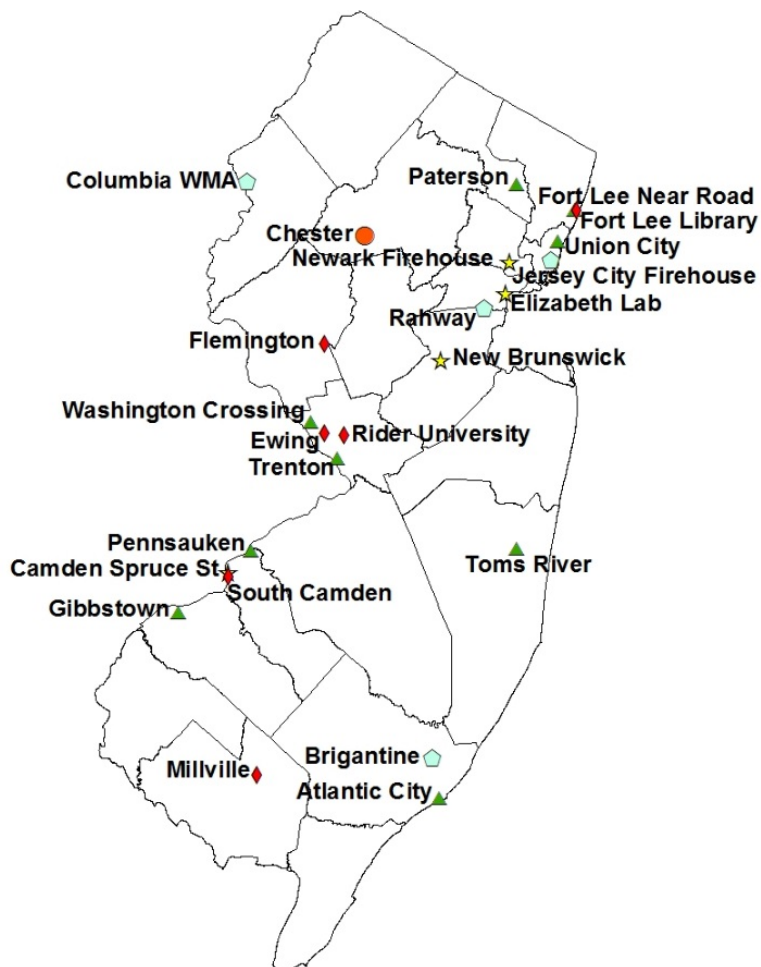 Columbia WMA
Paterson
Fort Lee Near Road
Fort Lee Library
Chester
Union City
Newark Firehouse
Jersey City Firehouse
Elizabeth Lab
Rahway
Flemington
New Brunswick
Washington Crossing
Ewing
Rider University
Trenton
Pennsauken
Camden Spruce St
Toms River
South Camden
Gibbstown
Brigantine
Millville
Atlantic City